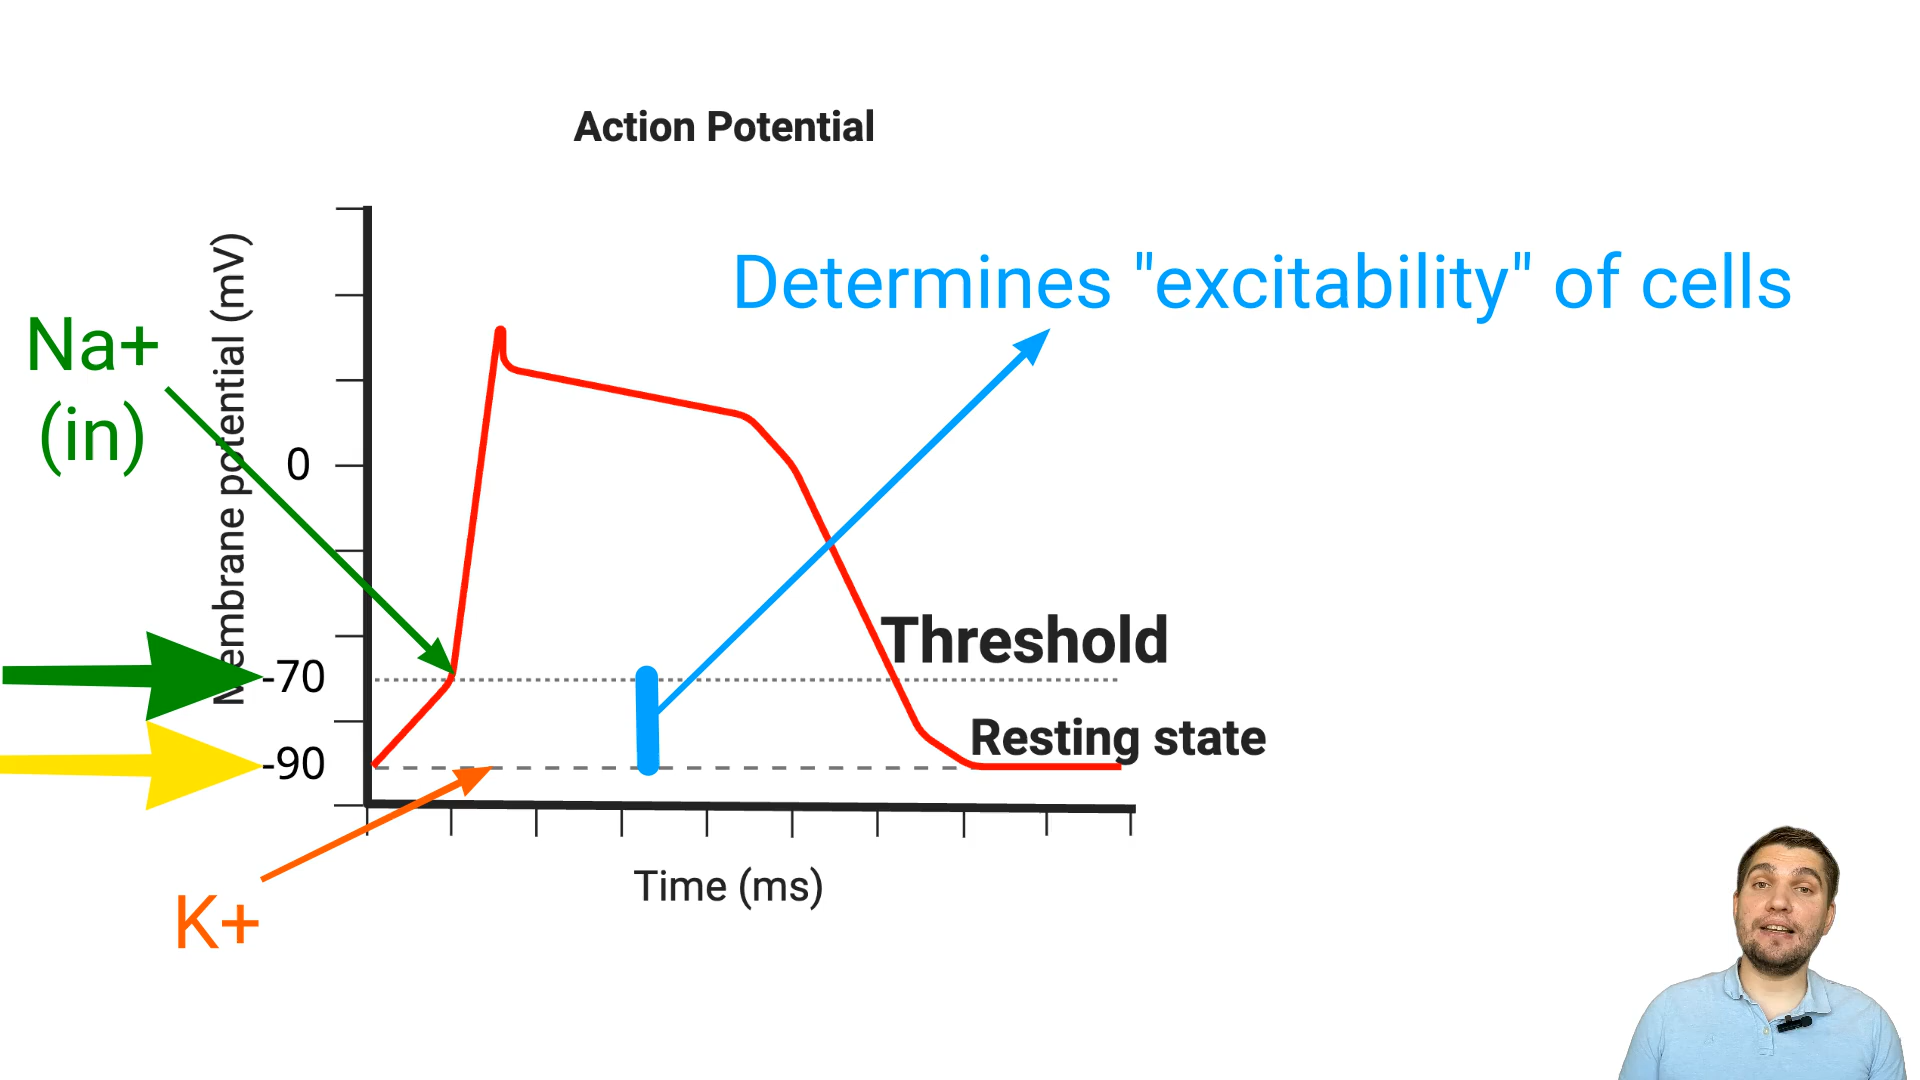 Action Potential
Determines "excitability" of cells
Na+
(in)
Membrane potential (mV)
0
-70
-90
Threshold
Resting state
K+
Time (ms)